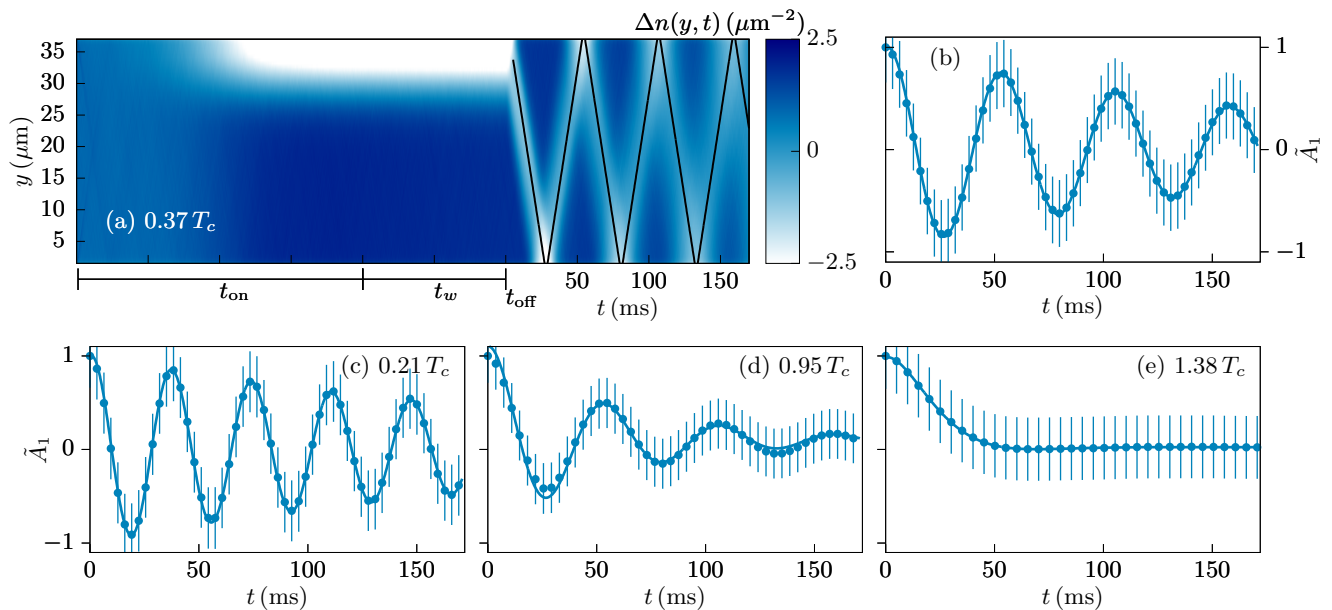 Δn(y, t) (μm⁻²)
35
30
25
20
15
10
5
y (μm)
(a) 0.37 T_c
2.5
0
−2.5
t_on
t_w
t_off
50
100
150
t (ms)
(b)
1
0
−1
Ã₁
0
50
100
150
t (ms)
(c) 0.21 T_c
1
0
−1
Ã₁
0
50
100
150
t (ms)
(d) 0.95 T_c
0
50
100
150
t (ms)
(e) 1.38 T_c
0
50
100
150
t (ms)